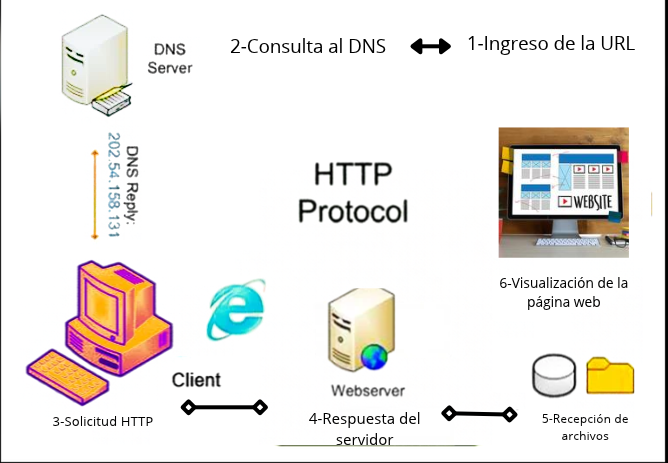 DNS
Server
2-Consulta al DNS
1-Ingreso de la URL
DNS Reply:
202.54.158.131
HTTP
Protocol
WEBSITE
6-Visualización de la
página web
Client
Webserver
3-Solicitud HTTP
4-Respuesta del
servidor
5-Recepción de
archivos